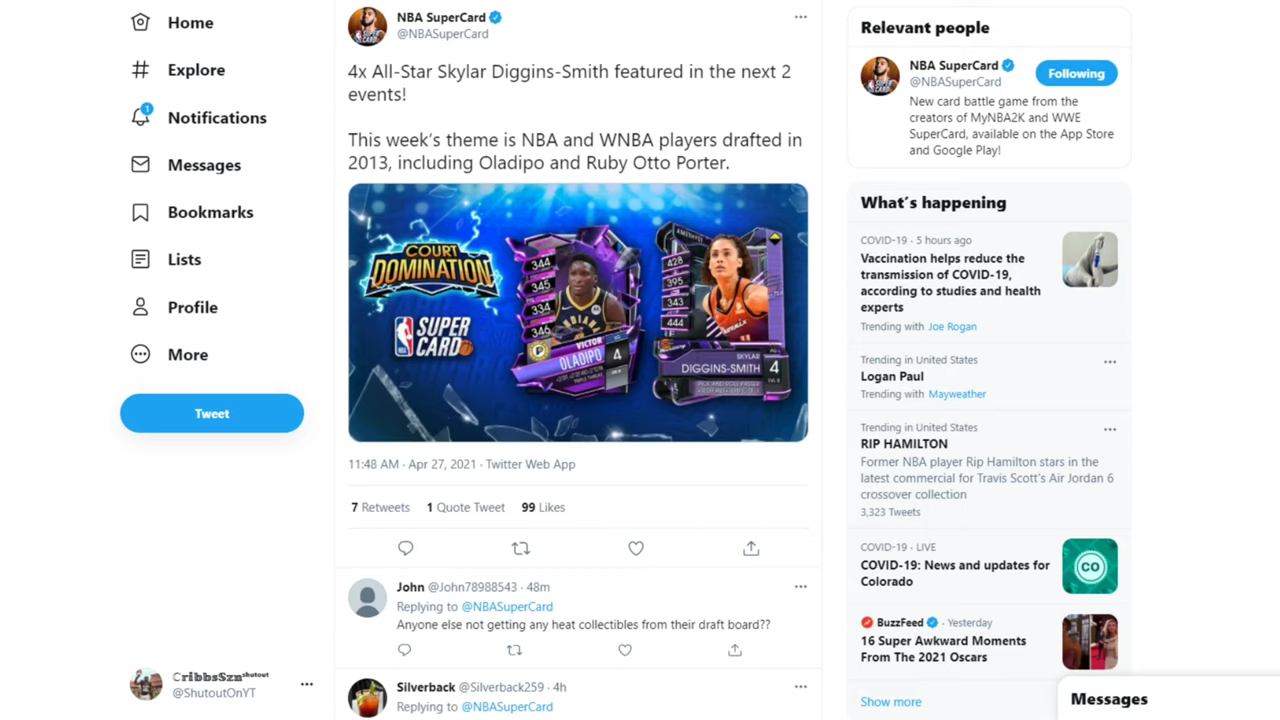 Home
Explore
1
Notifications
Messages
Bookmarks
Lists
Profile
More
Tweet
CribbsSznˢʰᵘᵗᵒᵘᵗ
@ShutoutOnYT
NBA SuperCard
@NBASuperCard
4x All-Star Skylar Diggins-Smith featured in the next 2
events!
This week's theme is NBA and WNBA players drafted in
2013, including Oladipo and Ruby Otto Porter.
COURT
DOMINATION
SUPER
CARD
344
345
334
346
INDIANA
VICTOR
OLADIPO
4
AMETHYST
428
395
343
444
SKYLAR
DIGGINS-SMITH
4
11:48 AM · Apr 27, 2021 · Twitter Web App
7 Retweets 1 Quote Tweet 99 Likes
John @John78988543 · 48m
Replying to @NBASuperCard
Anyone else not getting any heat collectibles from their draft board??
Silverback @Silverback259 · 4h
Replying to @NBASuperCard
Relevant people
NBA SuperCard
@NBASuperCard
Following
New card battle game from the
creators of MyNBA2K and WWE
SuperCard, available on the App Store
and Google Play!
What's happening
COVID-19 · 5 hours ago
Vaccination helps reduce the
transmission of COVID-19,
according to studies and health
experts
Trending with Joe Rogan
Trending in United States
Logan Paul
Trending with Mayweather
Trending in United States
RIP HAMILTON
Former NBA player Rip Hamilton stars in the
latest commercial for Travis Scott's Air Jordan 6
crossover collection
3,323 Tweets
COVID-19 · LIVE
COVID-19: News and updates for
Colorado
CO
BuzzFeed · Yesterday
16 Super Awkward Moments
From The 2021 Oscars
Show more
Messages